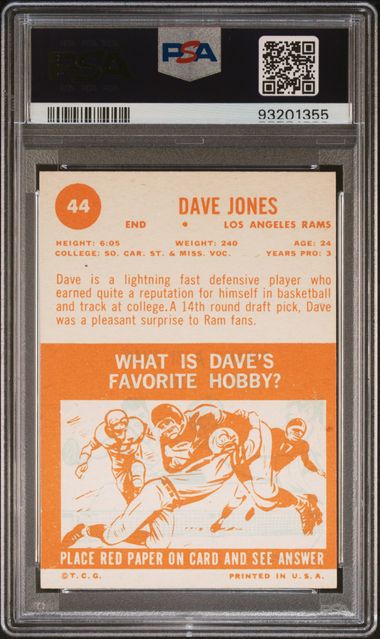 PSA
PSA
93201355
44
DAVE JONES
END • LOS ANGELES RAMS
HEIGHT: 6:05 WEIGHT: 240 AGE: 24
COLLEGE: SO. CAR. ST. & MISS. VOC. YEARS PRO: 3
Dave is a lightning fast defensive player who
earned quite a reputation for himself in basketball
and track at college. A 14th round draft pick, Dave
was a pleasant surprise to Ram fans.
WHAT IS DAVE'S
FAVORITE HOBBY?
PLACE RED PAPER ON CARD AND SEE ANSWER
© T. C. G. PRINTED IN U. S. A.